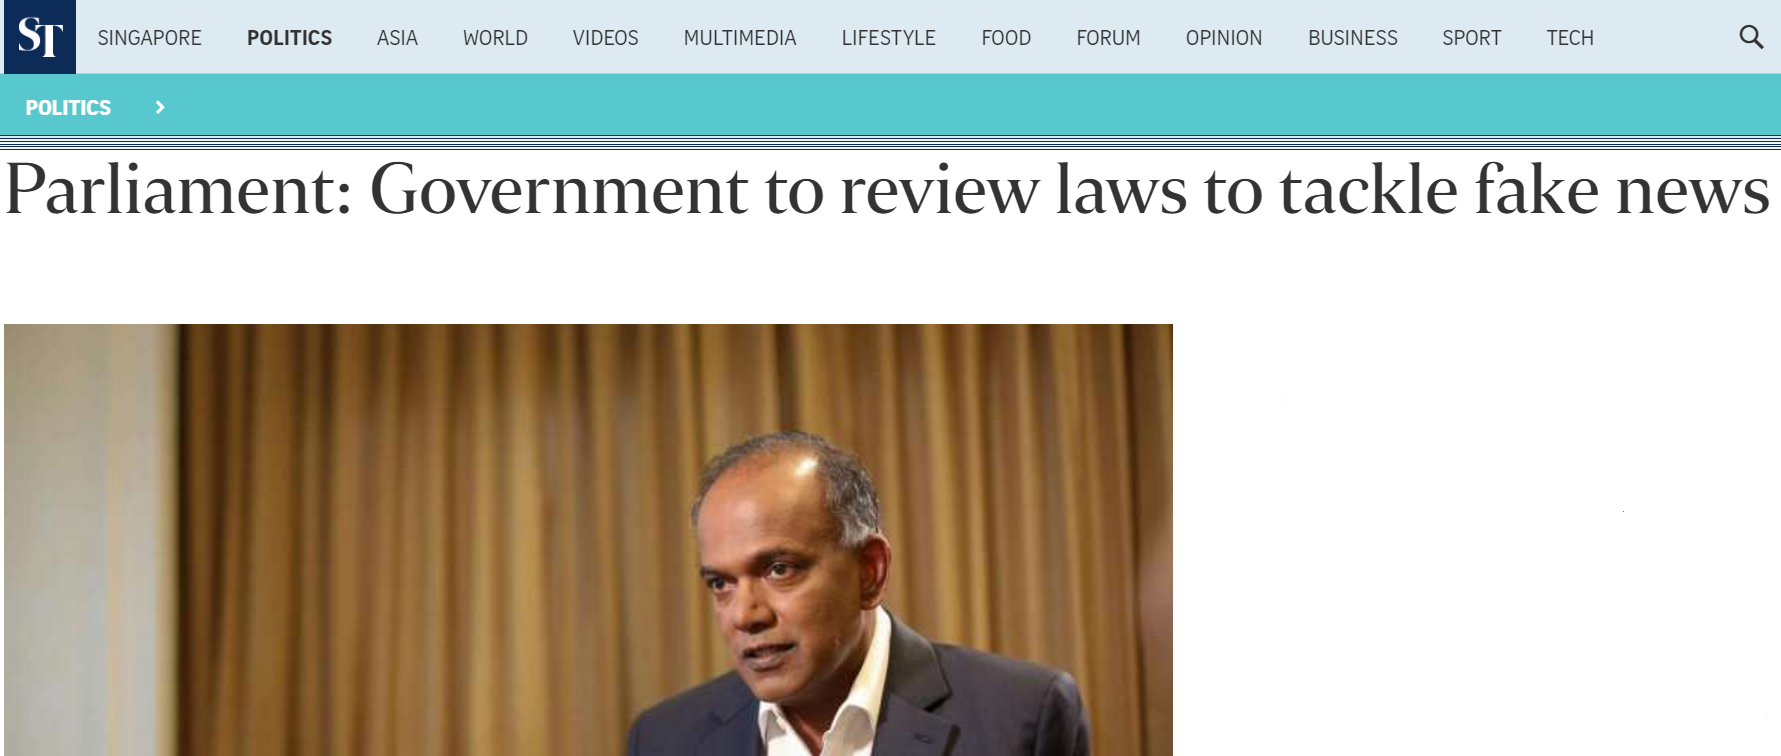 ST SINGAPORE POLITICS ASIA WORLD VIDEOS MULTIMEDIA LIFESTYLE FOOD FORUM OPINION BUSINESS SPORT TECH
POLITICS
Parliament: Government to review laws to tackle fake news